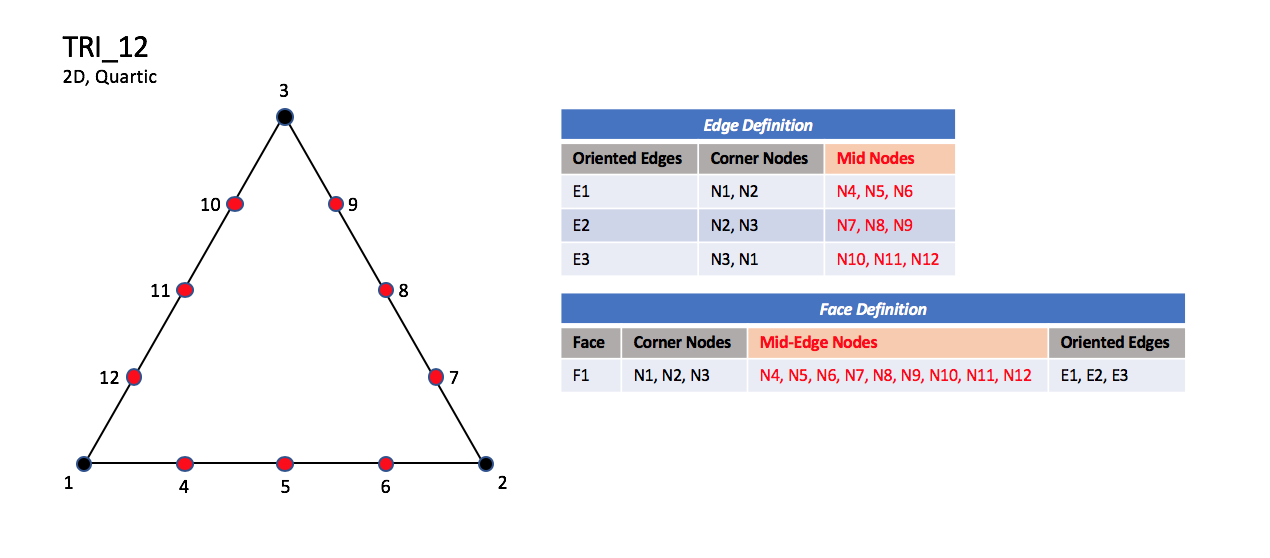 TRI_12
2D, Quartic
3
10
9
11
8
12
7
1
4
5
6
2
Edge Definition
Oriented Edges Corner Nodes Mid Nodes
E1 N1, N2 N4, N5, N6
E2 N2, N3 N7, N8, N9
E3 N3, N1 N10, N11, N12
Face Definition
Face Corner Nodes Mid-Edge Nodes Oriented Edges
F1 N1, N2, N3 N4, N5, N6, N7, N8, N9, N10, N11, N12 E1, E2, E3